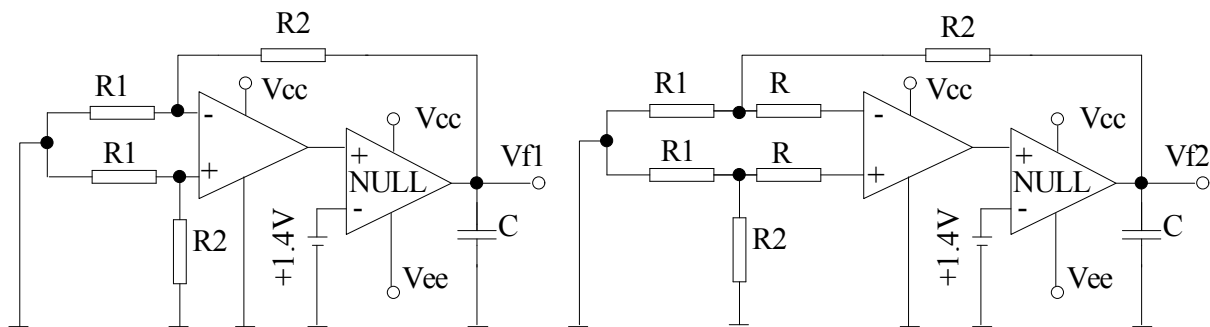 R2
R1
Vcc
-
Vcc
R1
+
+
NULL
-
Vf1
R2
+1.4V
C
Vee
R2
R1
R
Vcc
-
Vcc
R1
R
+
+
NULL
-
Vf2
R2
+1.4V
C
Vee